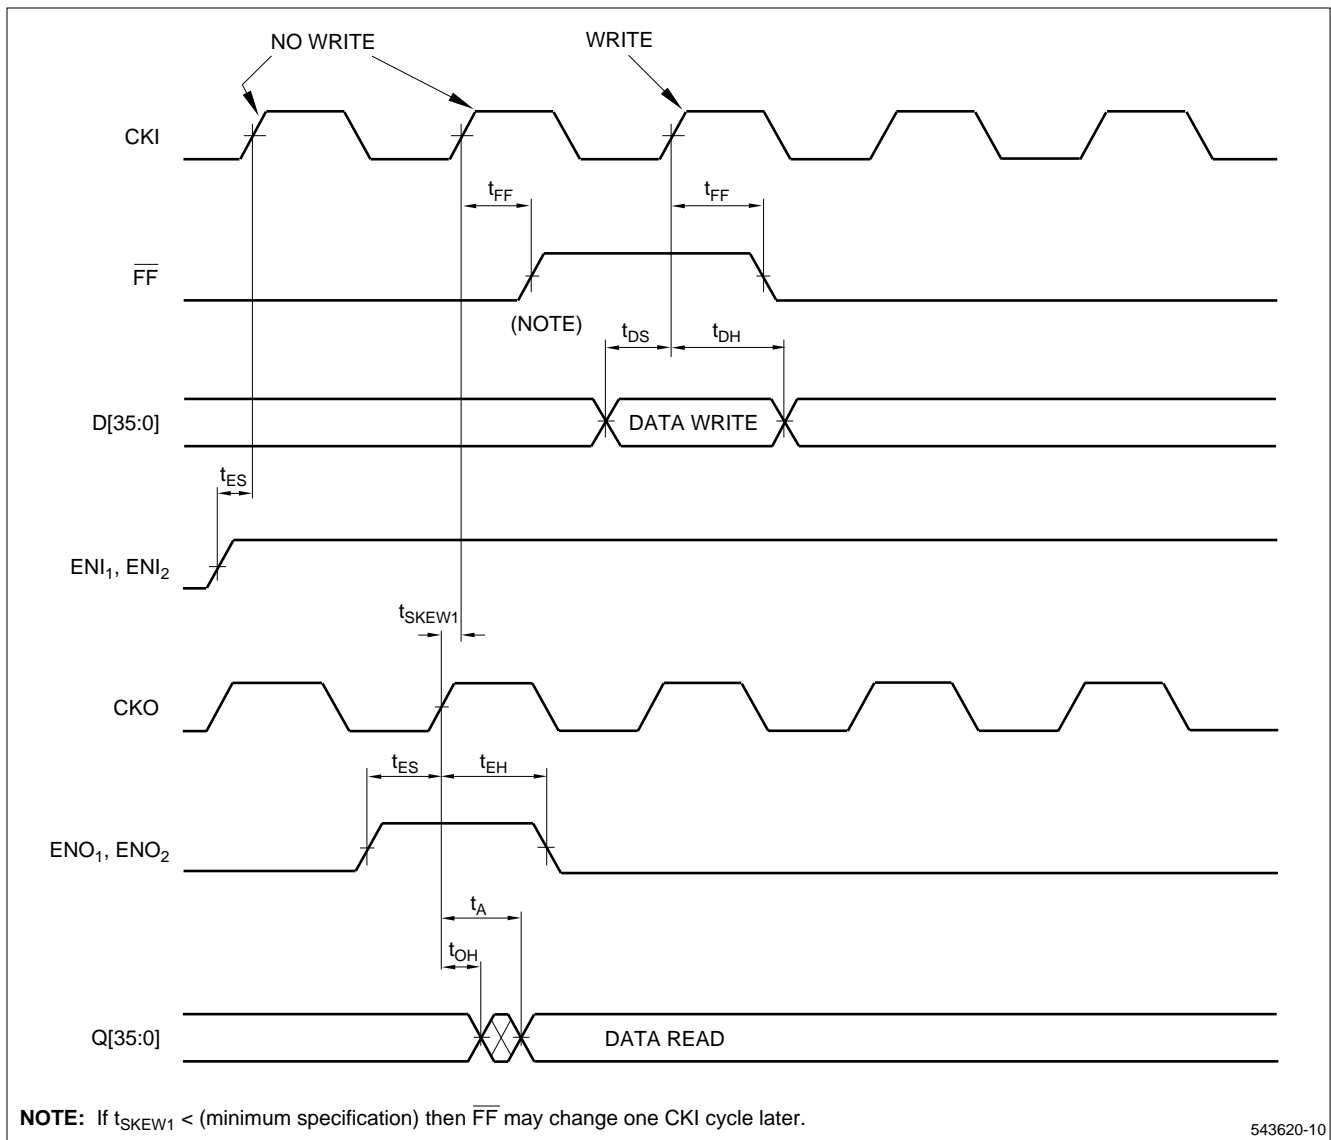 NO WRITE
WRITE
CKI
tFF
tFF
F̅F̅
(NOTE)
tDS
tDH
D[35:0]
DATA WRITE
tES
ENI1, ENI2
tSKEW1
CKO
tES
tEH
ENO1, ENO2
tA
tOH
Q[35:0]
DATA READ
NOTE: If tSKEW1 < (minimum specification) then F̅F̅ may change one CKI cycle later.
543620-10